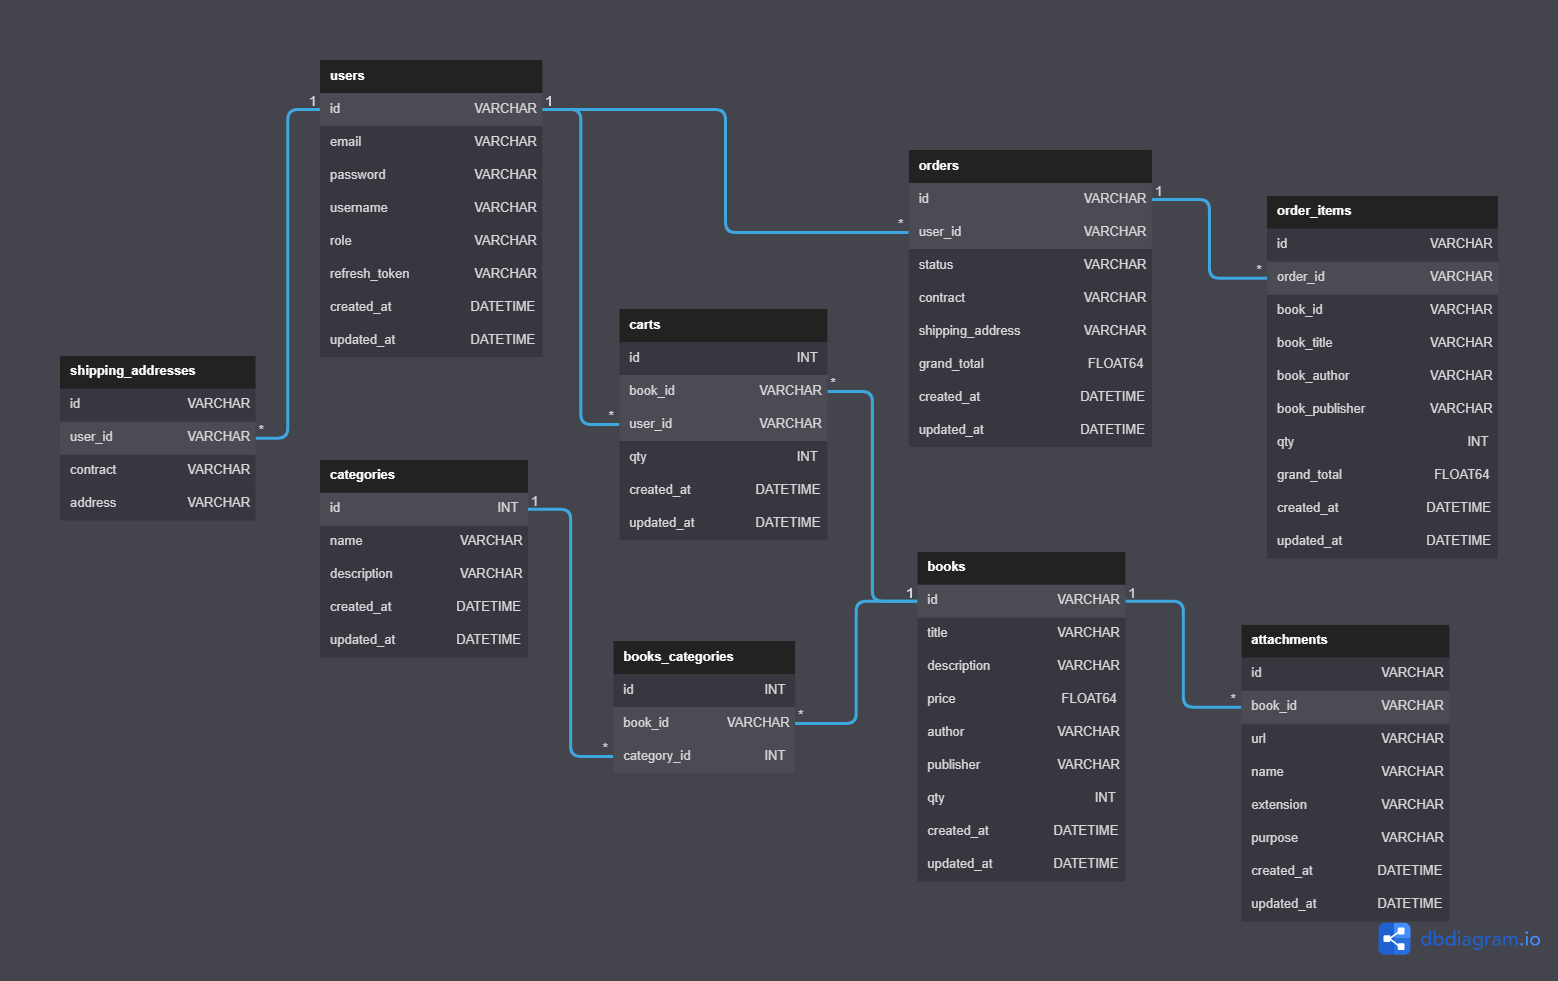 users
1 id VARCHAR 1
email VARCHAR
password VARCHAR
username VARCHAR
role VARCHAR
refresh_token VARCHAR
created_at DATETIME
updated_at DATETIME
shipping_addresses
id VARCHAR
user_id VARCHAR *
contract VARCHAR
address VARCHAR
categories
id INT 1
name VARCHAR
description VARCHAR
created_at DATETIME
updated_at DATETIME
carts
id INT
book_id VARCHAR *
* user_id VARCHAR
qty INT
created_at DATETIME
updated_at DATETIME
books_categories
id INT
book_id VARCHAR *
* category_id INT
orders
id VARCHAR 1
* user_id VARCHAR
status VARCHAR
contract VARCHAR
shipping_address VARCHAR
grand_total FLOAT64
created_at DATETIME
updated_at DATETIME
books
1 id VARCHAR 1
title VARCHAR
description VARCHAR
price FLOAT64
author VARCHAR
publisher VARCHAR
qty INT
created_at DATETIME
updated_at DATETIME
order_items
id VARCHAR
* order_id VARCHAR
book_id VARCHAR
book_title VARCHAR
book_author VARCHAR
book_publisher VARCHAR
qty INT
grand_total FLOAT64
created_at DATETIME
updated_at DATETIME
attachments
id VARCHAR
* book_id VARCHAR
url VARCHAR
name VARCHAR
extension VARCHAR
purpose VARCHAR
created_at DATETIME
updated_at DATETIME
dbdiagram.io